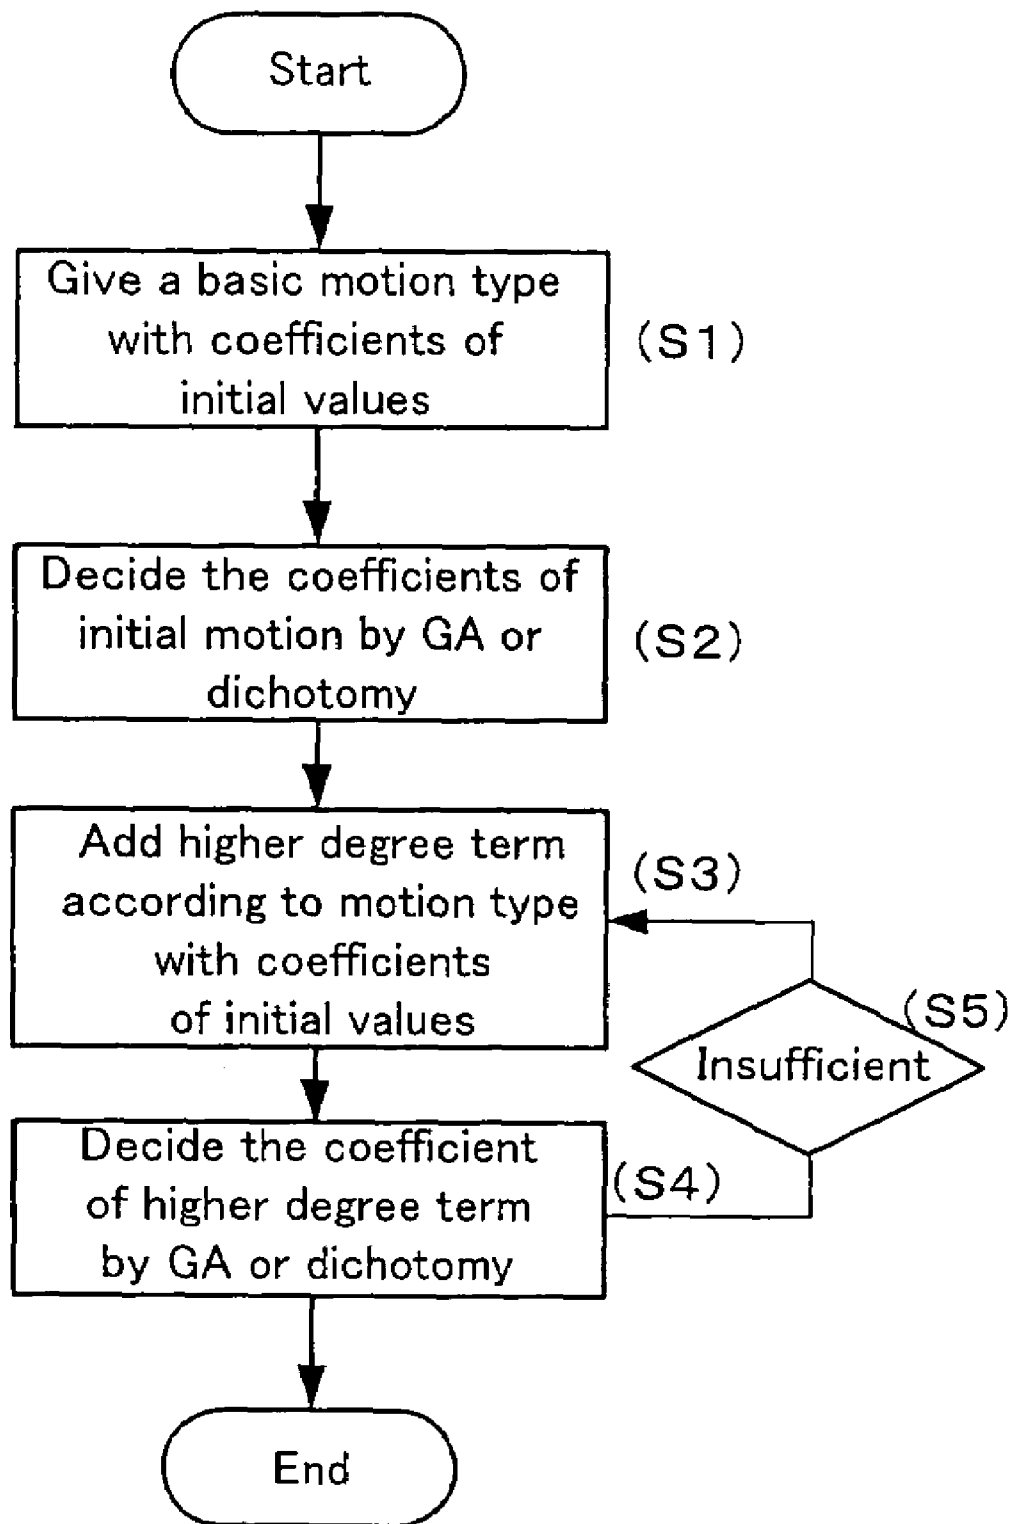 Start
Give a basic motion type
with coefficients of
initial values
(S1)
Decide the coefficients of
initial motion by GA or
dichotomy
(S2)
Add higher degree term
according to motion type
with coefficients
of initial values
(S3)
(S5)
Insufficient
Decide the coefficient
of higher degree term
by GA or dichotomy
(S4)
End